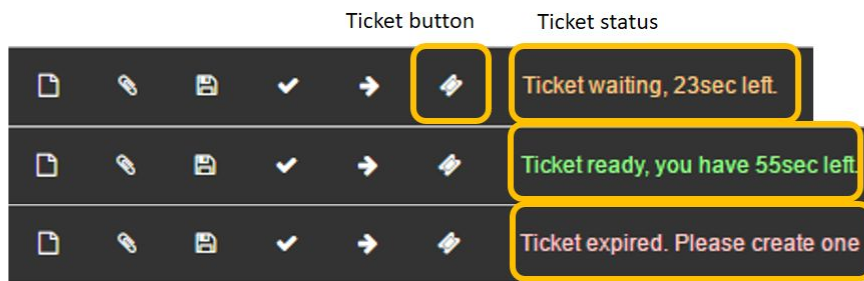 Ticket button
Ticket status
Ticket waiting, 23sec left.
Ticket ready, you have 55sec left.
Ticket expired. Please create one